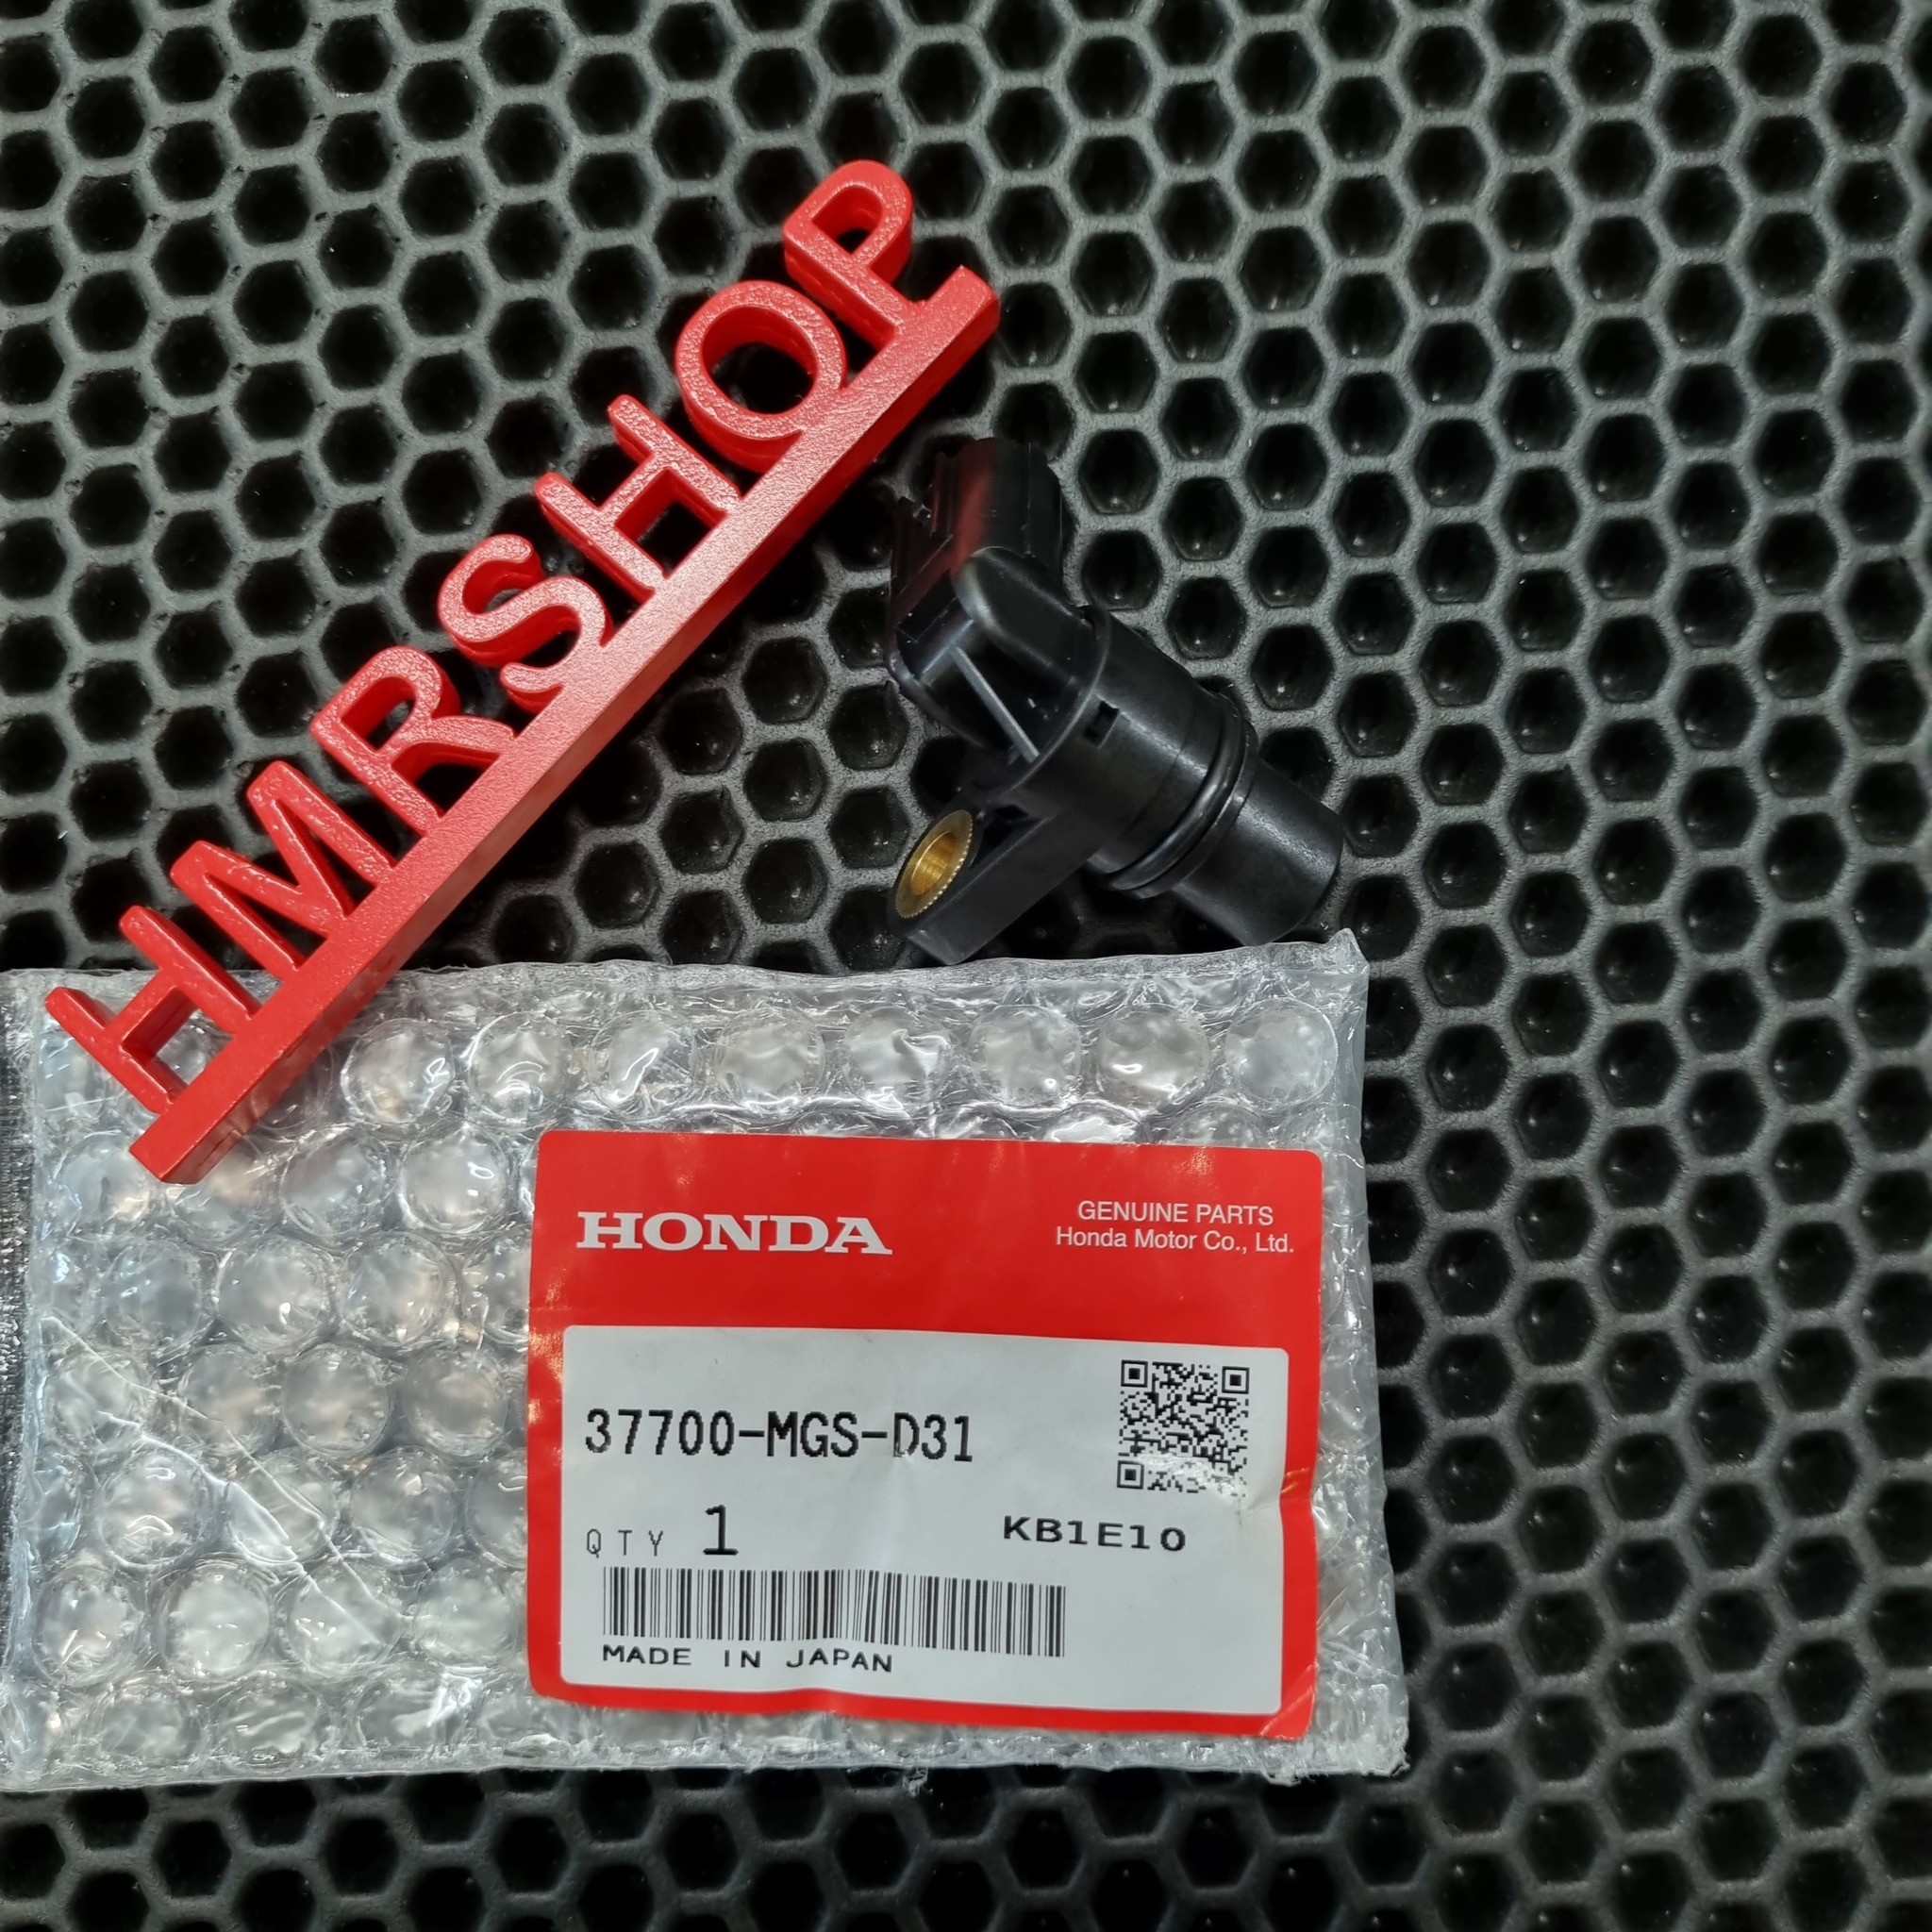 HMRSHOP
HONDA
GENUINE PARTS
Honda Motor Co., Ltd.
37700-MGS-D31
QTY 1 KB1E10
MADE IN JAPAN